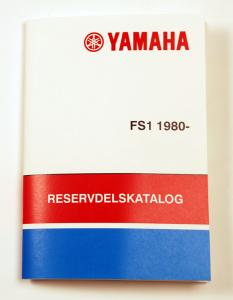 YAMAHA
FS1 1980-
RESERVDELSKATALOG